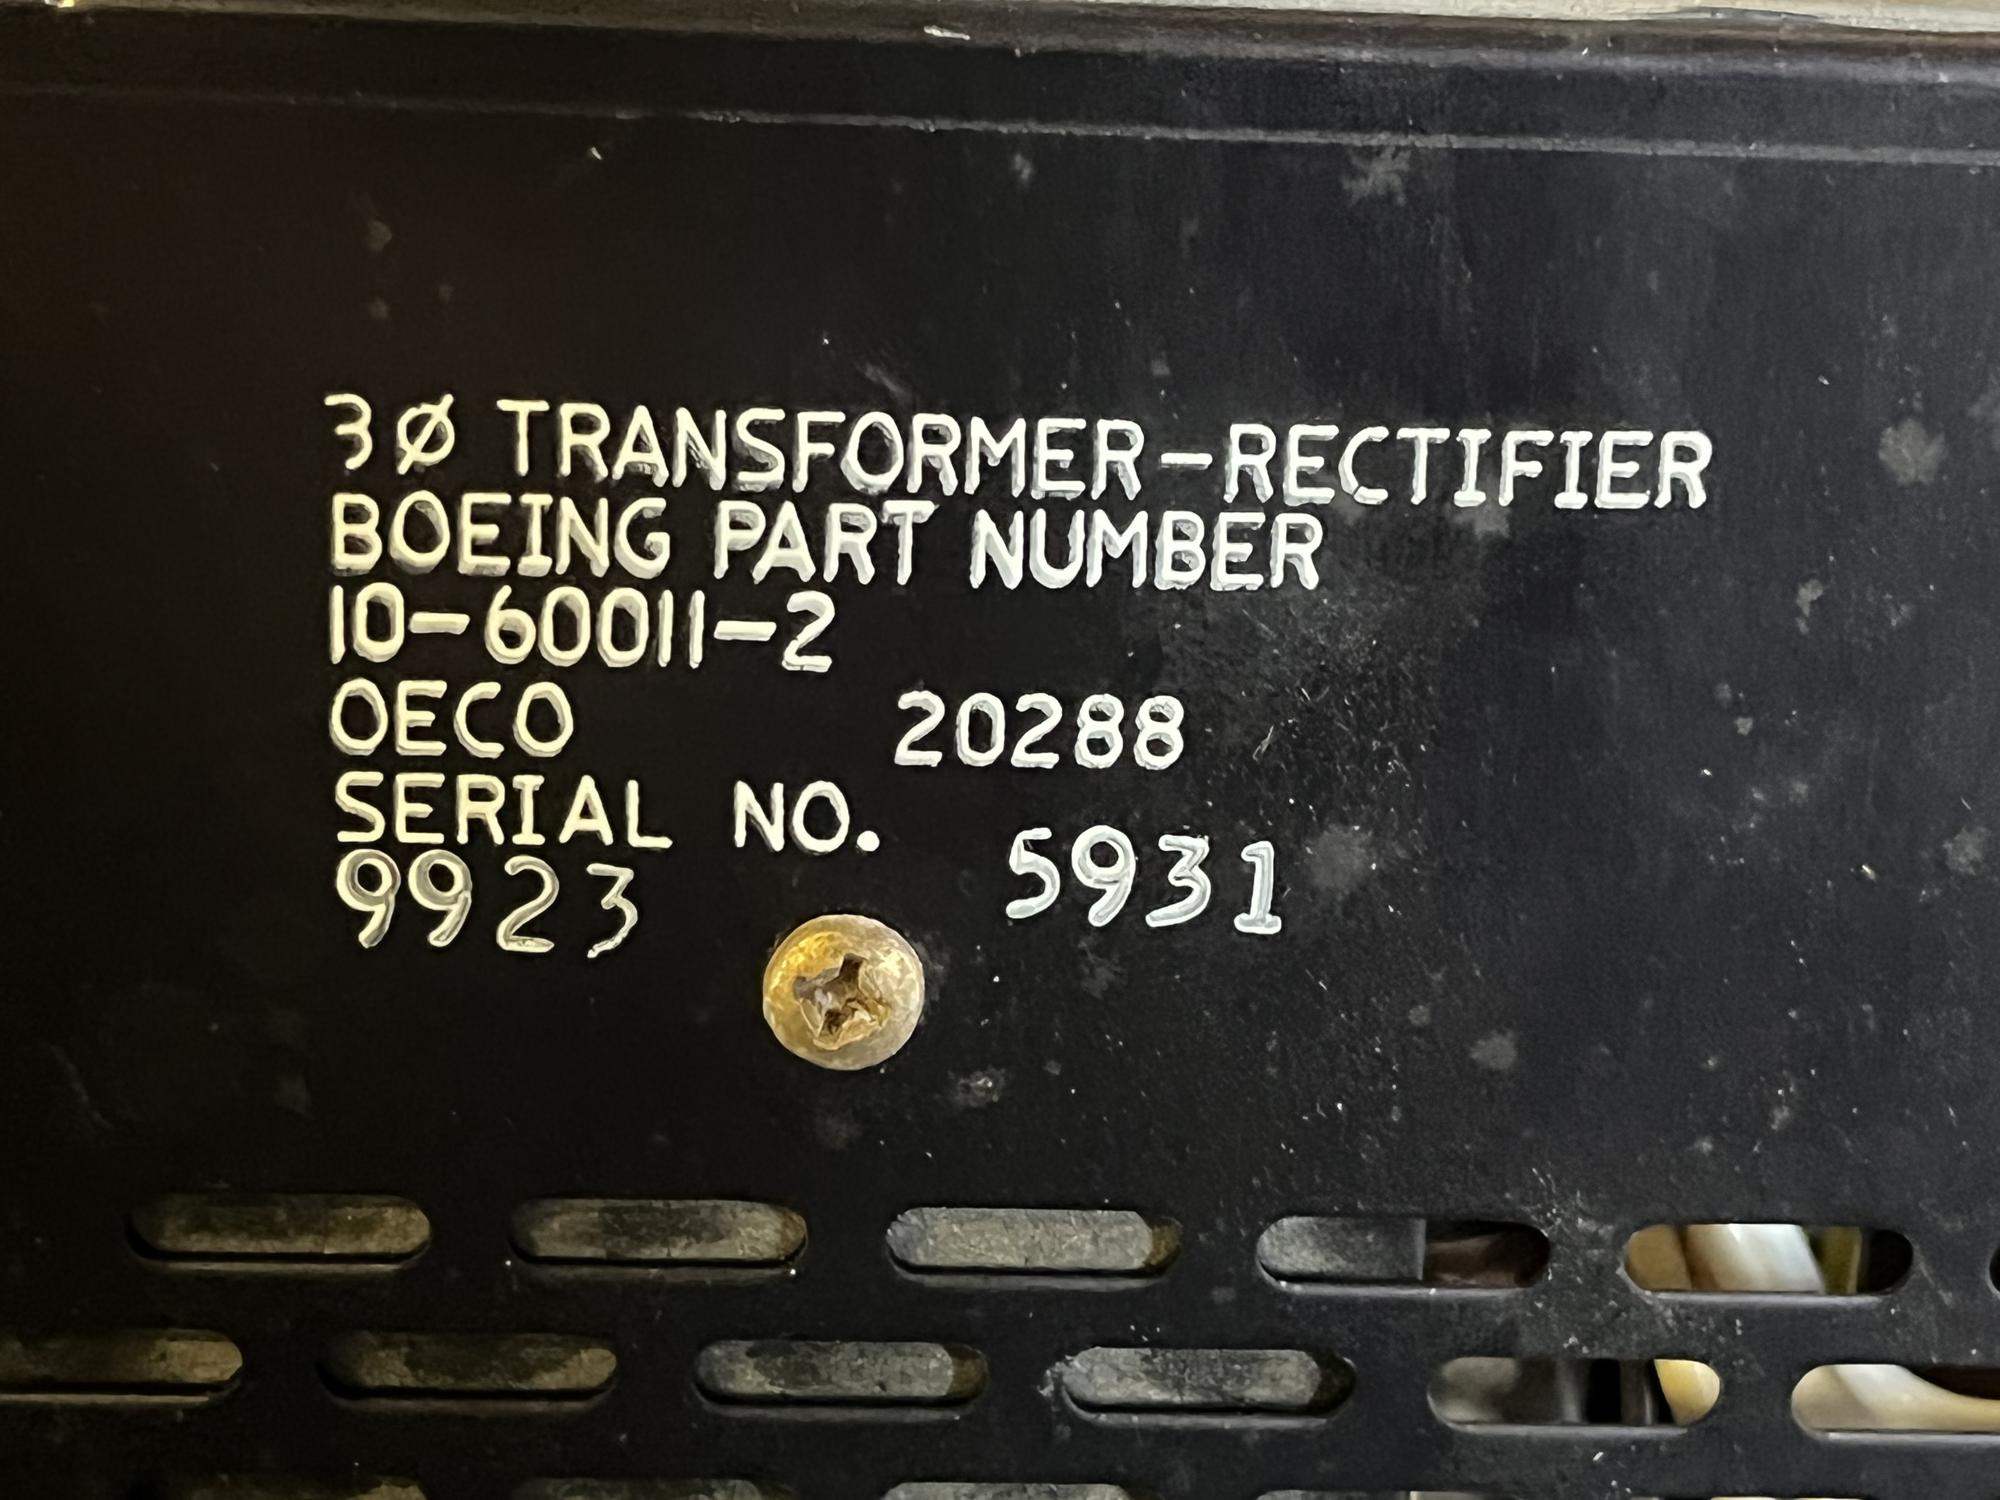 3Ø TRANSFORMER-RECTIFIER
BOEING PART NUMBER
10-60011-2
OECO 20288
SERIAL NO.
9923 5931